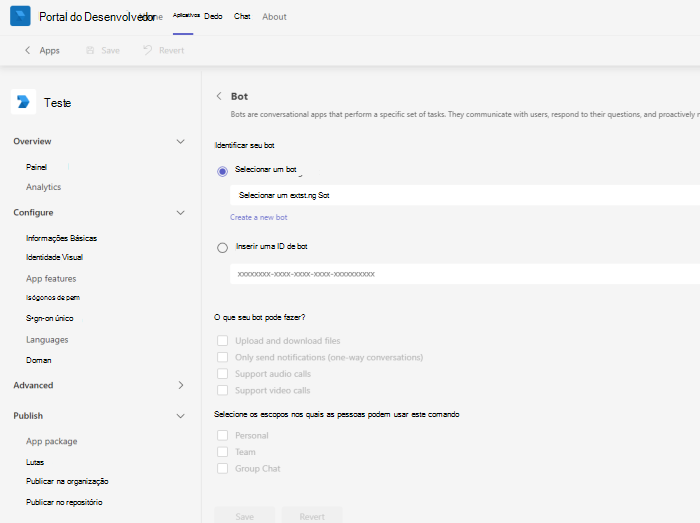 Portal do Desenvolvedor
Aplicativos Dedo Chat About
Apps Save Revert
Teste
Overview
Painel
Analytics
Configure
Informações Básicas
Identidade Visual
App features
Isógonos de pem
Sign-on único
Languages
Doman
Advanced
Publish
App package
Lutas
Publicar na organização
Publicar no repositório
Bot
Bots are conversational apps that perform a specific set of tasks. They communicate with users, respond to their questions, and proactively
Identificar seu bot
Selecionar um bot
Selecionar um extst.ng Sot
Create a new bot
Inserir uma ID de bot
xxxxxxxx-xxxx-xxxx-xxxx-xxxxxxxxxx
O que seu bot pode fazer?
Upload and download files
Only send notifications (one-way conversations)
Support audio calls
Support video calls
Selecione os escopos nos quais as pessoas podem usar este comando
Personal
Team
Group Chat
Save Revert